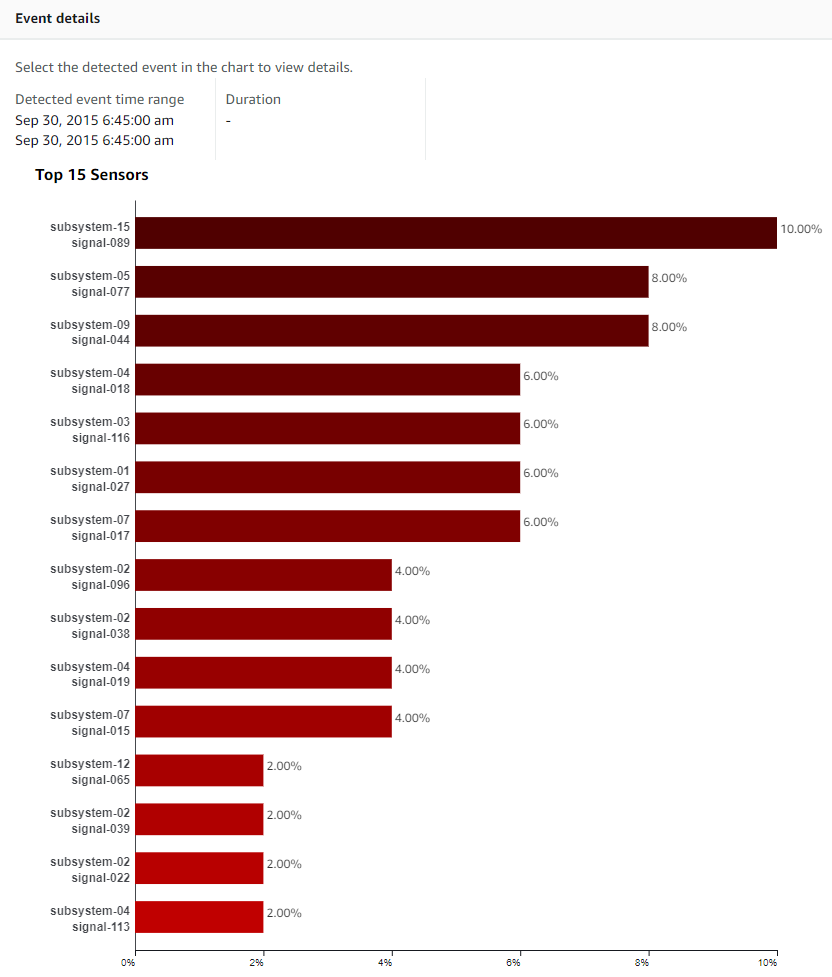 Event details
Select the detected event in the chart to view details.
Detected event time range
Sep 30, 2015 6:45:00 am
Sep 30, 2015 6:45:00 am
Duration
-
Top 15 Sensors
subsystem-15
signal-089
10.00%
subsystem-05
signal-077
8.00%
subsystem-09
signal-044
8.00%
subsystem-04
signal-018
6.00%
subsystem-03
signal-116
6.00%
subsystem-01
signal-027
6.00%
subsystem-07
signal-017
6.00%
subsystem-02
signal-096
4.00%
subsystem-02
signal-038
4.00%
subsystem-04
signal-019
4.00%
subsystem-07
signal-015
4.00%
subsystem-12
signal-065
2.00%
subsystem-02
signal-039
2.00%
subsystem-02
signal-022
2.00%
subsystem-04
signal-113
2.00%
0% 2% 4% 6% 8% 10%